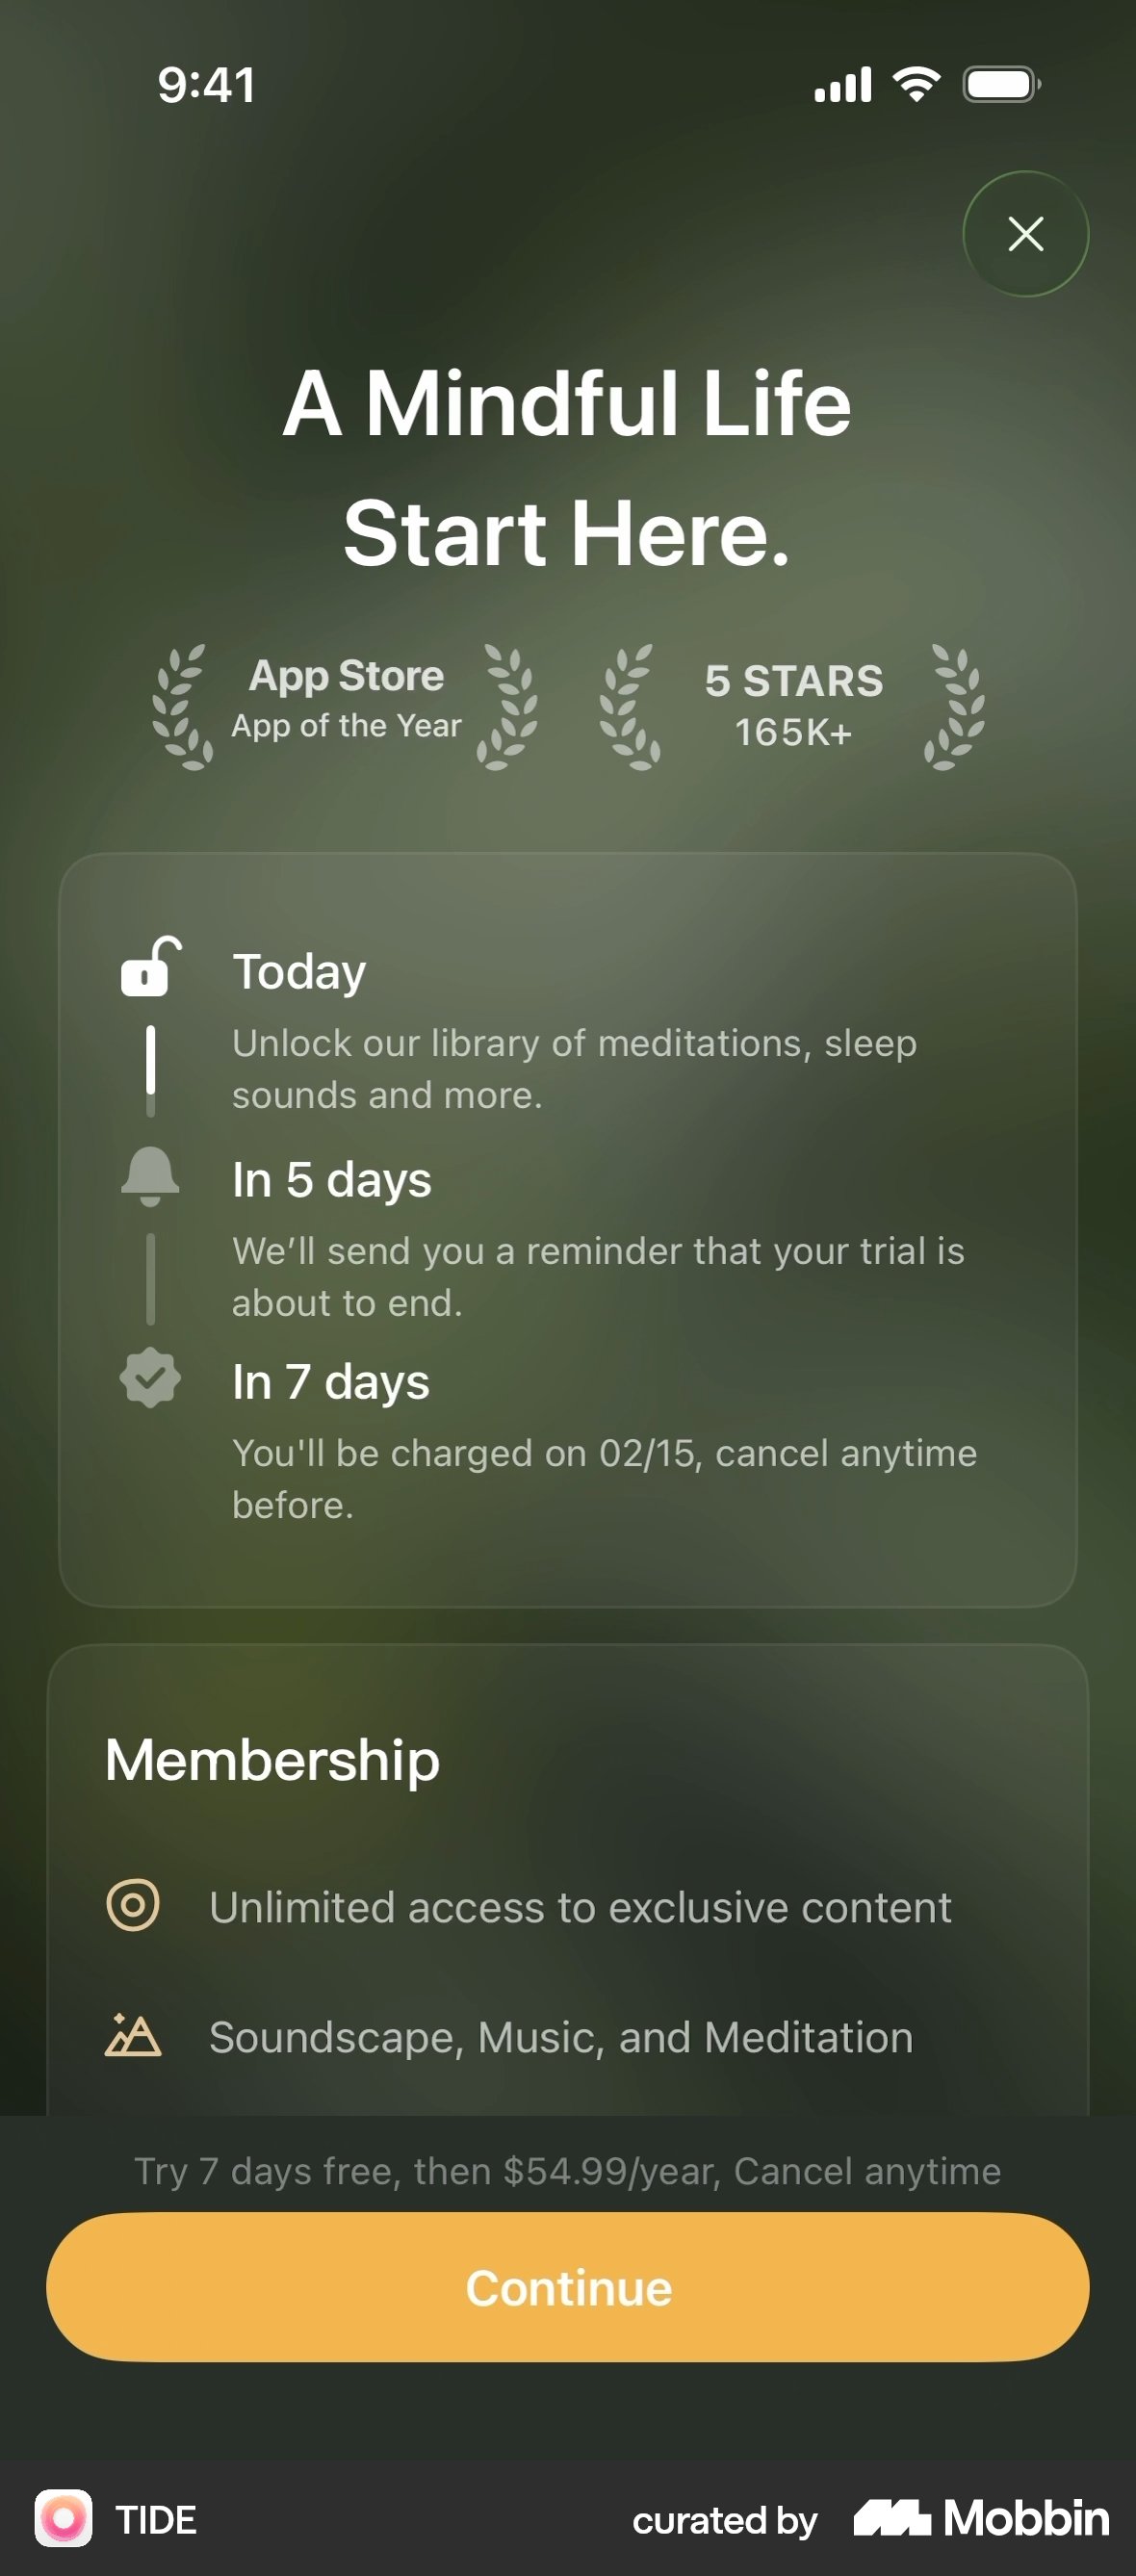 9:41
A Mindful Life
Start Here.
App Store
App of the Year
5 STARS
165K+
Today
Unlock our library of meditations, sleep
sounds and more.
In 5 days
We’ll send you a reminder that your trial is
about to end.
In 7 days
You'll be charged on 02/15, cancel anytime
before.
Membership
Unlimited access to exclusive content
Soundscape, Music, and Meditation
Try 7 days free, then $54.99/year, Cancel anytime
Continue
TIDE
curated by Mobbin